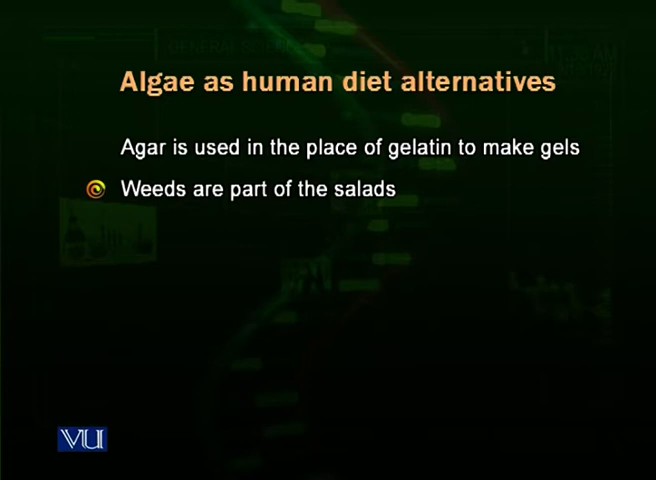 Algae as human diet alternatives
Agar is used in the place of gelatin to make gels
Weeds are part of the salads
VU